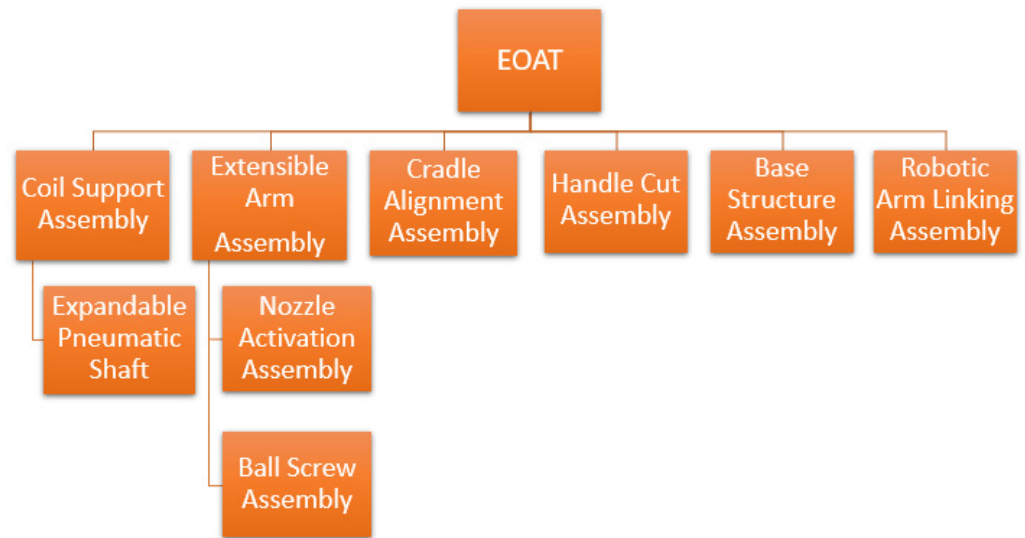 EOAT
Coil Support
Assembly
Extensible
Arm
Assembly
Cradle
Alignment
Assembly
Handle Cut
Assembly
Base
Structure
Assembly
Robotic
Arm Linking
Assembly
Expandable
Pneumatic
Shaft
Nozzle
Activation
Assembly
Ball Screw
Assembly